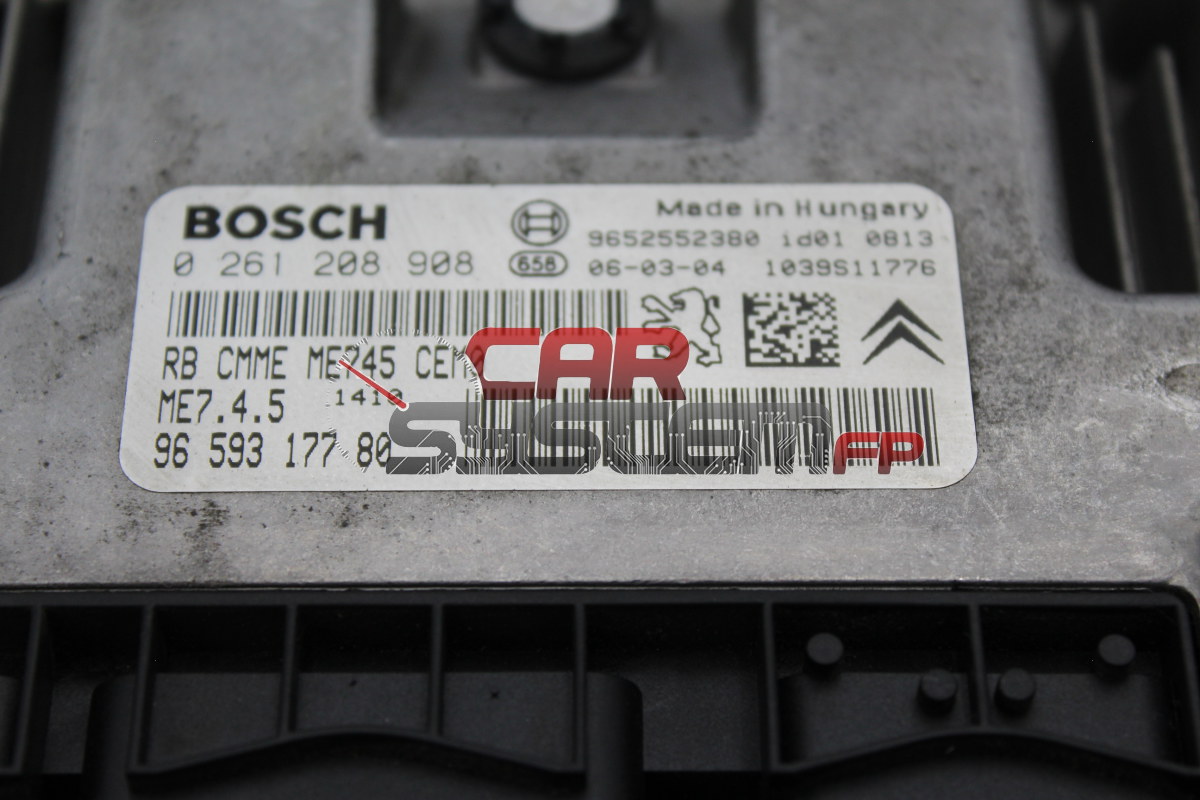 BOSCH
Made in Hungary
9652552380 id01 0813
0 261 208 908
658
06-03-04 1039S11776
RB CMME ME745
ME7.4.5 1410
96 593 177 80
CAR
SYSTEM FP